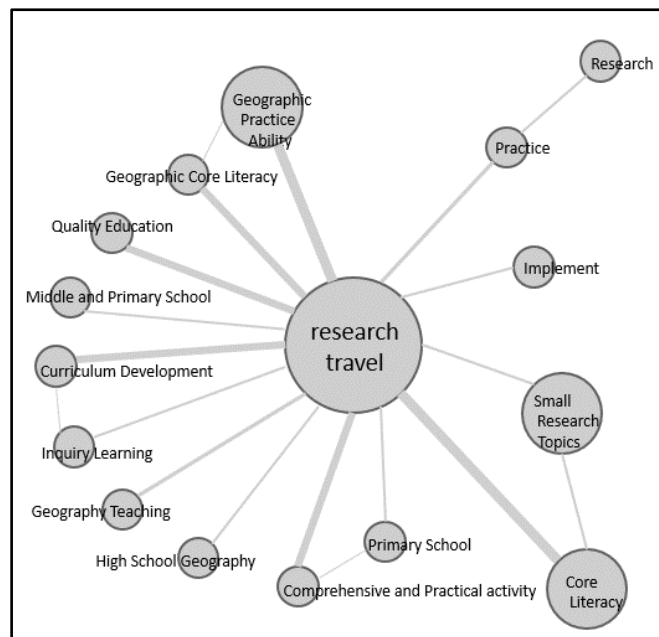 Research
Geographic
Practice
Ability
Practice
Geographic Core Literacy
Quality Education
Implement
Middle and Primary School
research
travel
Curriculum Development
Small
Research
Topics
Inquiry Learning
Geography Teaching
Primary School
High School Geography
Comprehensive and Practical activity
Core
Literacy